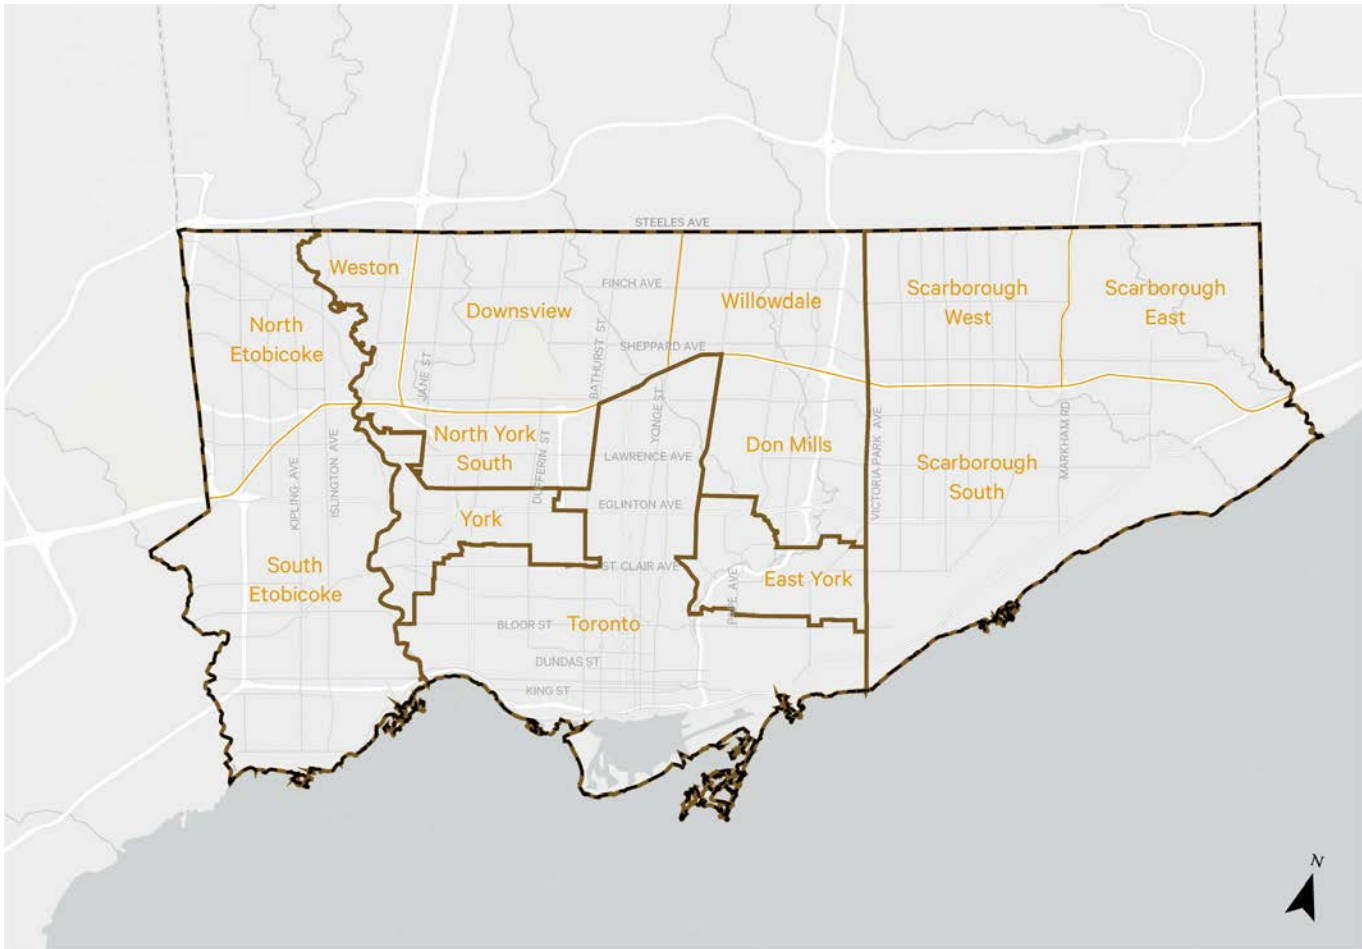 STEELES AVE
Weston
FINCH AVE
Willowdale
Scarborough
West
Scarborough
East
Downsview
North
Etobicoke
SHEPPARD AVE
BATHURST ST
JANE ST
YONGE ST
North York
South
DUFFERIN ST
LAWRENCE AVE
Don Mills
VICTORIA PARK AVE
MARKHAM RD
Scarborough
South
KIPLING AVE
ISLINGTON AVE
EGLINTON AVE
York
South
Etobicoke
ST CLAIR AVE
PAPE AVE
East York
BLOOR ST
Toronto
DUNDAS ST
KING ST
N